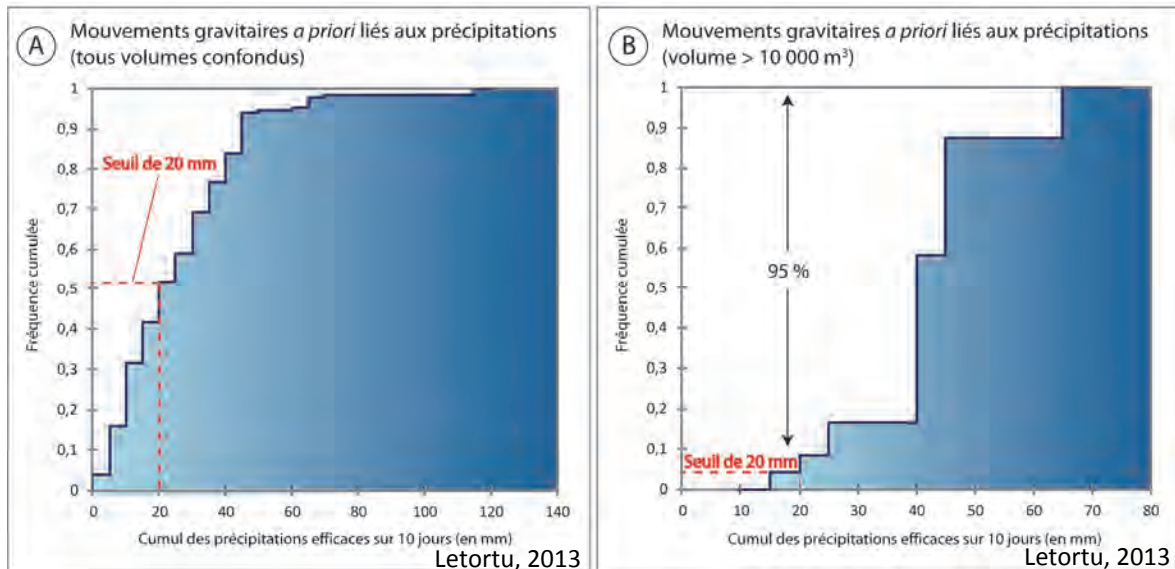 A
Mouvements gravitaires a priori liés aux précipitations
(tous volumes confondus)
1
0,9
0,8
0,7
0,6
0,5
0,4
0,3
0,2
0,1
0
Fréquence cumulée
Seuil de 20 mm
0 20 40 60 80 100 120 140
Cumul des précipitations efficaces sur 10 jours (en mm)
Letortu, 2013
B
Mouvements gravitaires a priori liés aux précipitations
(volume > 10 000 m³)
1
0,9
0,8
0,7
0,6
0,5
0,4
0,3
0,2
0,1
0
Fréquence cumulée
95 %
Seuil de 20 mm
0 10 20 30 40 50 60 70 80
Cumul des précipitations efficaces sur 10 jours (en mm)
Letortu, 2013